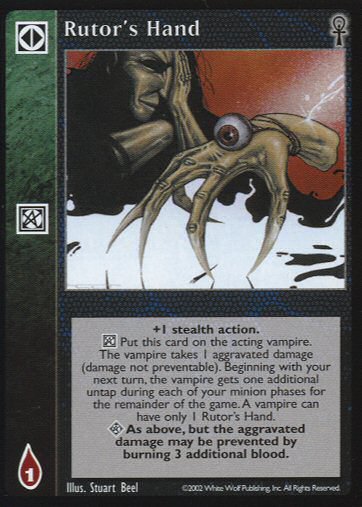 Rutor's Hand
+1 stealth action.
Put this card on the acting vampire.
The vampire takes 1 aggravated damage
(damage not preventable). Beginning with your
next turn, the vampire gets one additional
untap during each of your minion phases for
the remainder of the game. A vampire can
have only 1 Rutor's Hand.
As above, but the aggravated
damage may be prevented by
burning 3 additional blood.
1
Illus. Stuart Beel
©2002 White Wolf Publishing, Inc. All Rights Reserved.